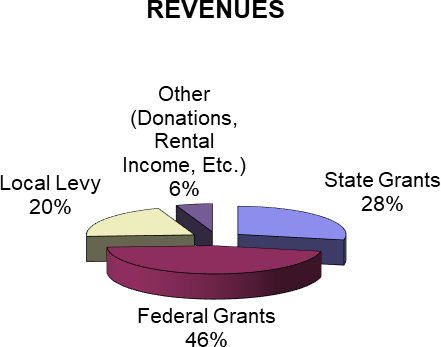 REVENUES
Other
(Donations,
Rental
Income, Etc.)
6%
Local Levy
20%
State Grants
28%
Federal Grants
46%